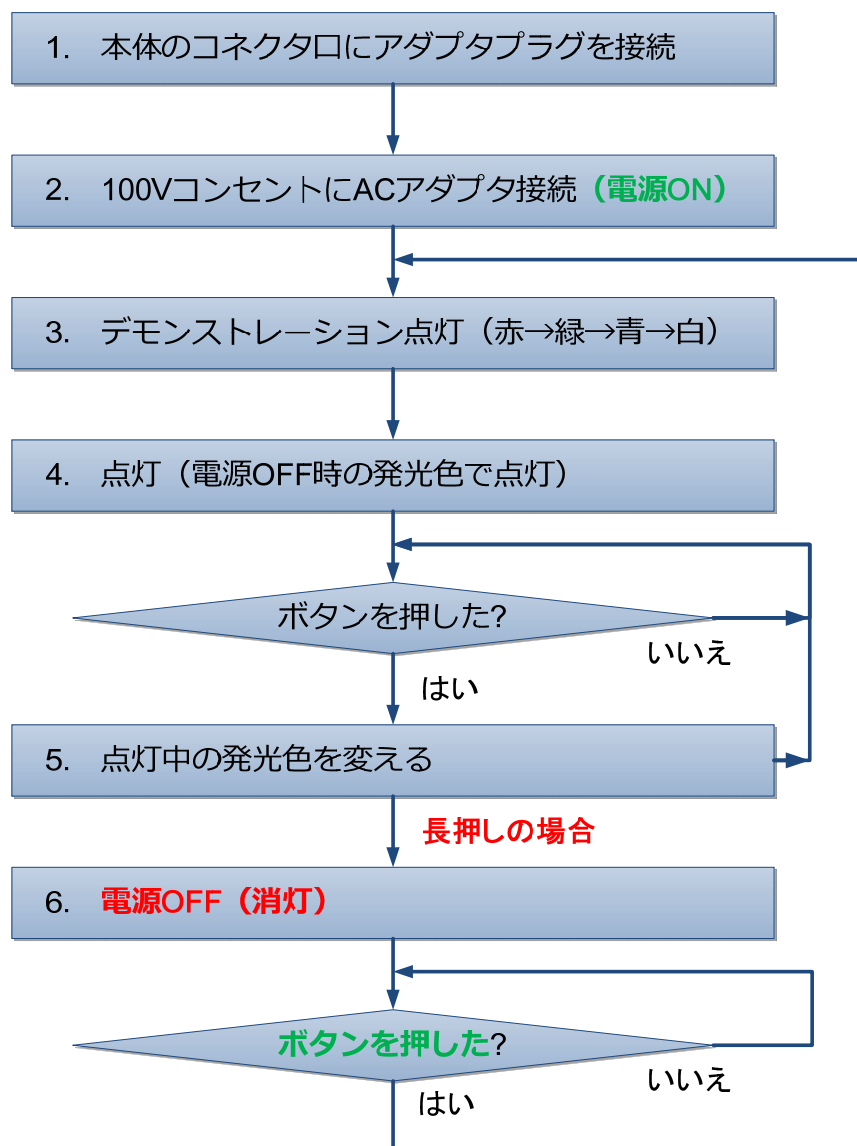 1. 本体のコネクタ口にアダプタプラグを接続
2. 100VコンセントにACアダプタ接続（電源ON）
3. デモンストレーション点灯（赤→緑→青→白）
4. 点灯（電源OFF時の発光色で点灯）
ボタンを押した?
いいえ
はい
5. 点灯中の発光色を変える
長押しの場合
6. 電源OFF（消灯）
ボタンを押した?
いいえ
はい